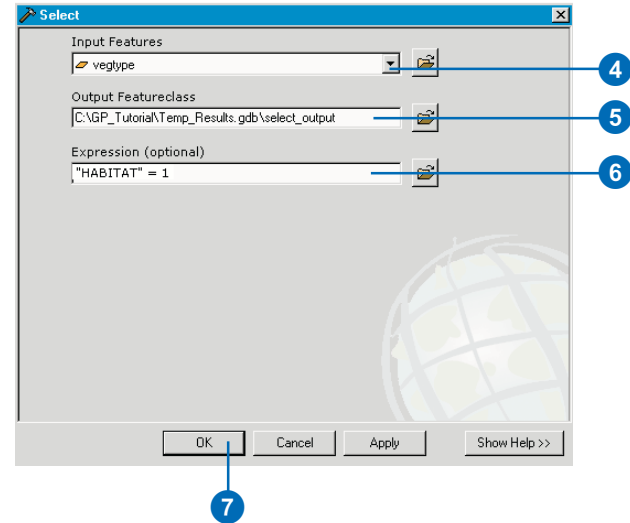 Select
Input Features
vegtype
4
Output Featureclass
C:\GP_Tutorial\Temp_Results.gdb\select_output
5
Expression (optional)
"HABITAT" = 1
6
OK
Cancel
Apply
Show Help >>
7